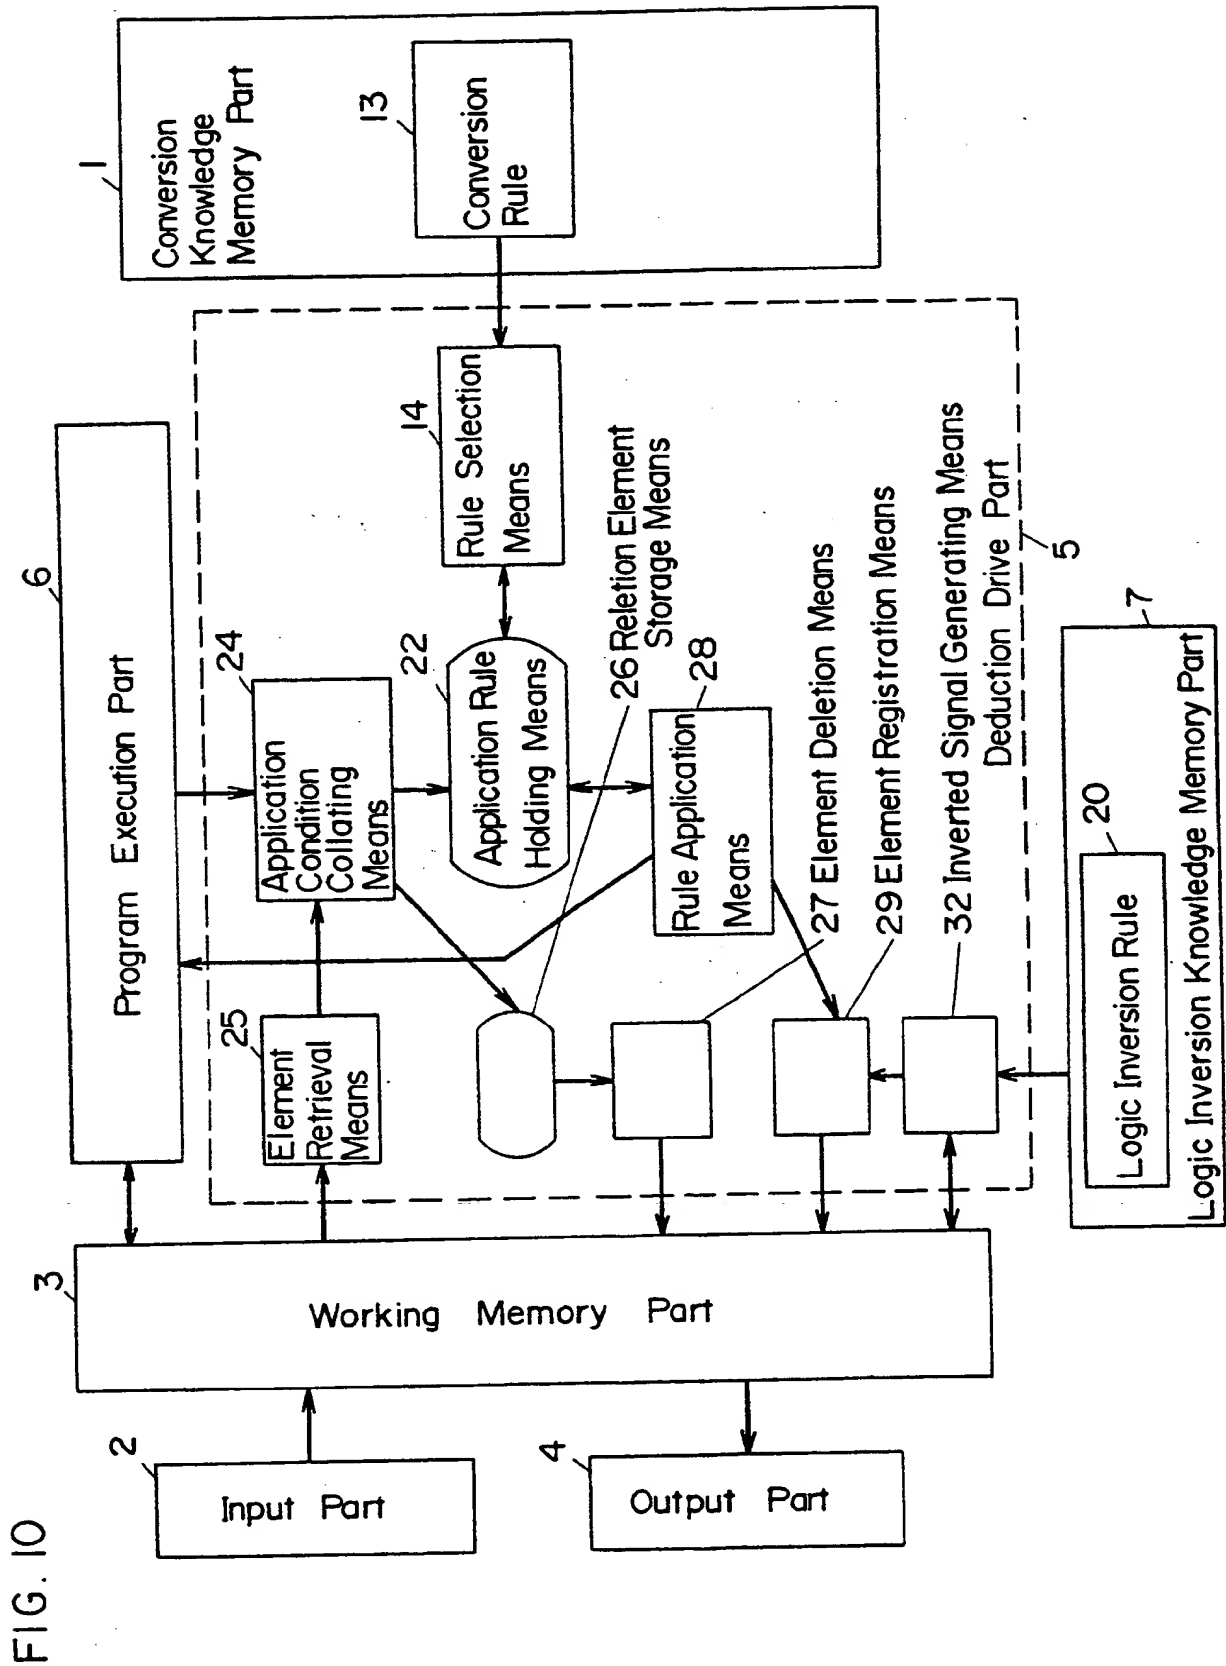 FIG. 10
2
Input Part
4
Output Part
3
Working Memory Part
6
Program Execution Part
25
Element
Retrieval
Means
24
Application
Condition
Collating
Means
22
Application Rule
Holding Means
14
Rule Selection
Means
26 Reletion Element
Storage Means
28
Rule Application
Means
27 Element Deletion Means
29 Element Registration Means
32 Inverted Signal Generating Means
Deduction Drive Part
5
1
Conversion
Knowledge
Memory Part
13
Conversion
Rule
7
20
Logic Inversion Rule
Logic Inversion Knowledge Memory Part